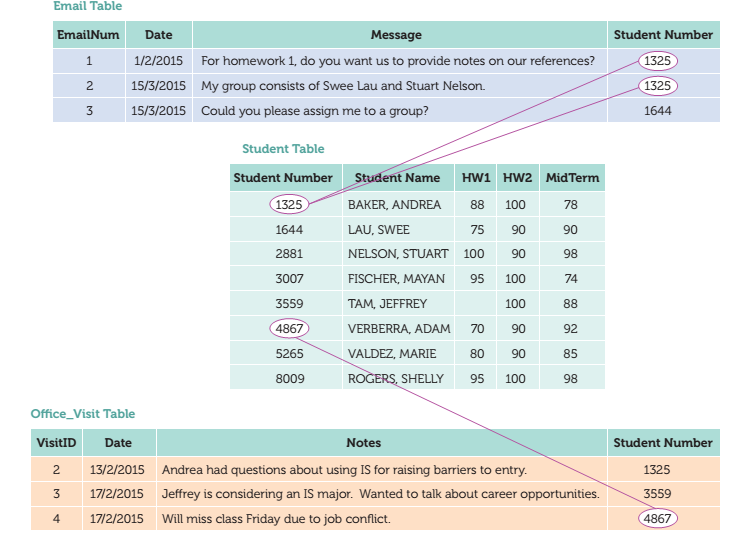 Email Table
EmailNum Date Message Student Number
1 1/2/2015 For homework 1, do you want us to provide notes on our references? 1325
2 15/3/2015 My group consists of Swee Lau and Stuart Nelson. 1325
3 15/3/2015 Could you please assign me to a group? 1644
Student Table
Student Number Student Name HW1 HW2 MidTerm
1325 BAKER, ANDREA 88 100 78
1644 LAU, SWEE 75 90 90
2881 NELSON, STUART 100 90 98
3007 FISCHER, MAYAN 95 100 74
3559 TAM, JEFFREY 100 88
4867 VERBERRA, ADAM 70 90 92
5265 VALDEZ, MARIE 80 90 85
8009 ROGERS, SHELLY 95 100 98
Office_Visit Table
VisitID Date Notes Student Number
2 13/2/2015 Andrea had questions about using IS for raising barriers to entry. 1325
3 17/2/2015 Jeffrey is considering an IS major. Wanted to talk about career opportunities. 3559
4 17/2/2015 Will miss class Friday due to job conflict. 4867